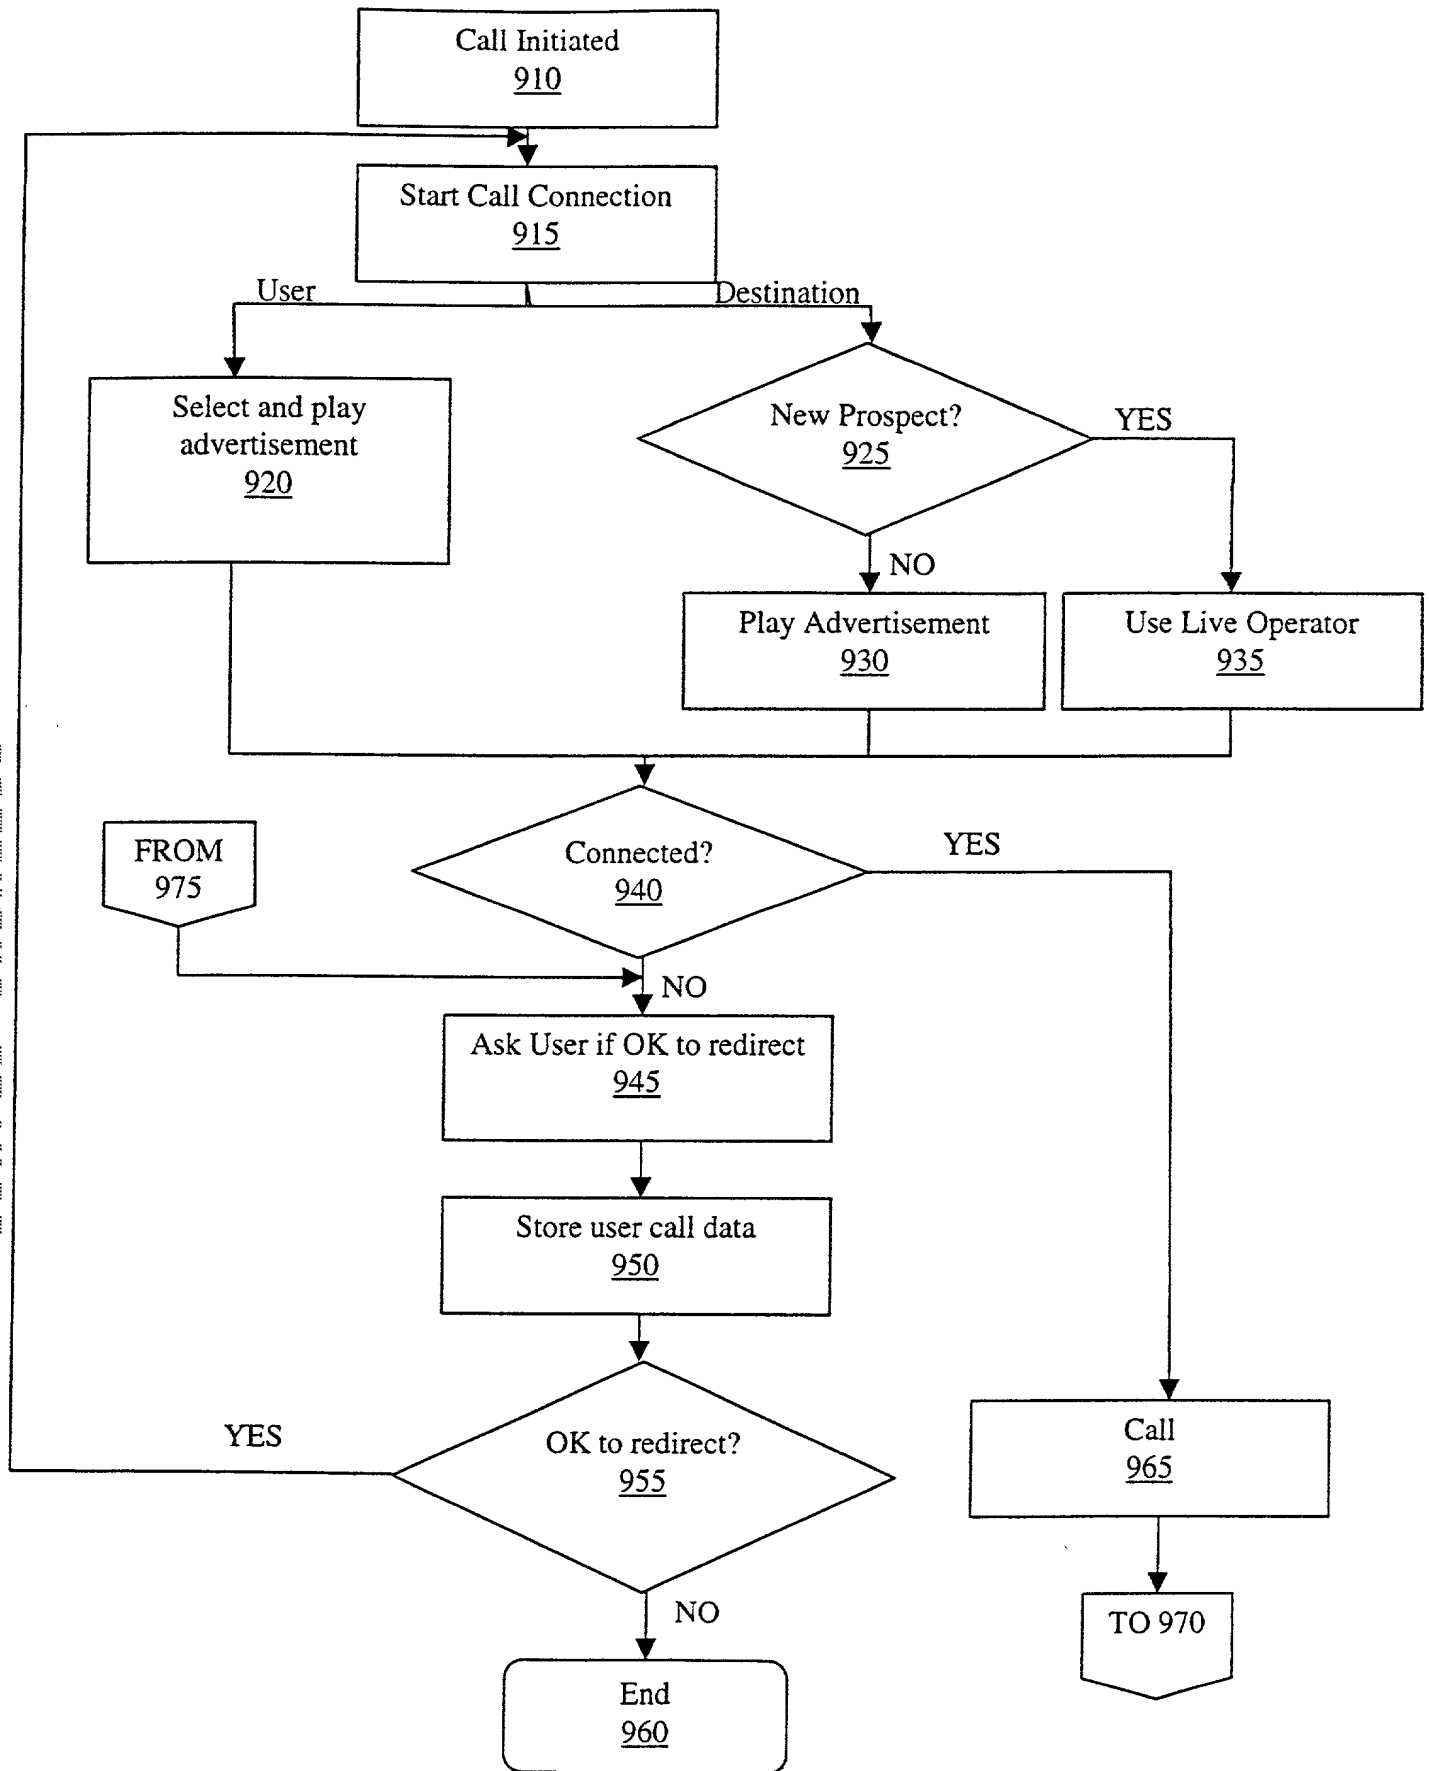 Call Initiated
910
Start Call Connection
915
User
Destination
Select and play
advertisement
920
New Prospect?
925
YES
NO
Play Advertisement
930
Use Live Operator
935
FROM
975
Connected?
940
YES
NO
Ask User if OK to redirect
945
Store user call data
950
YES
OK to redirect?
955
Call
965
NO
TO 970
End
960